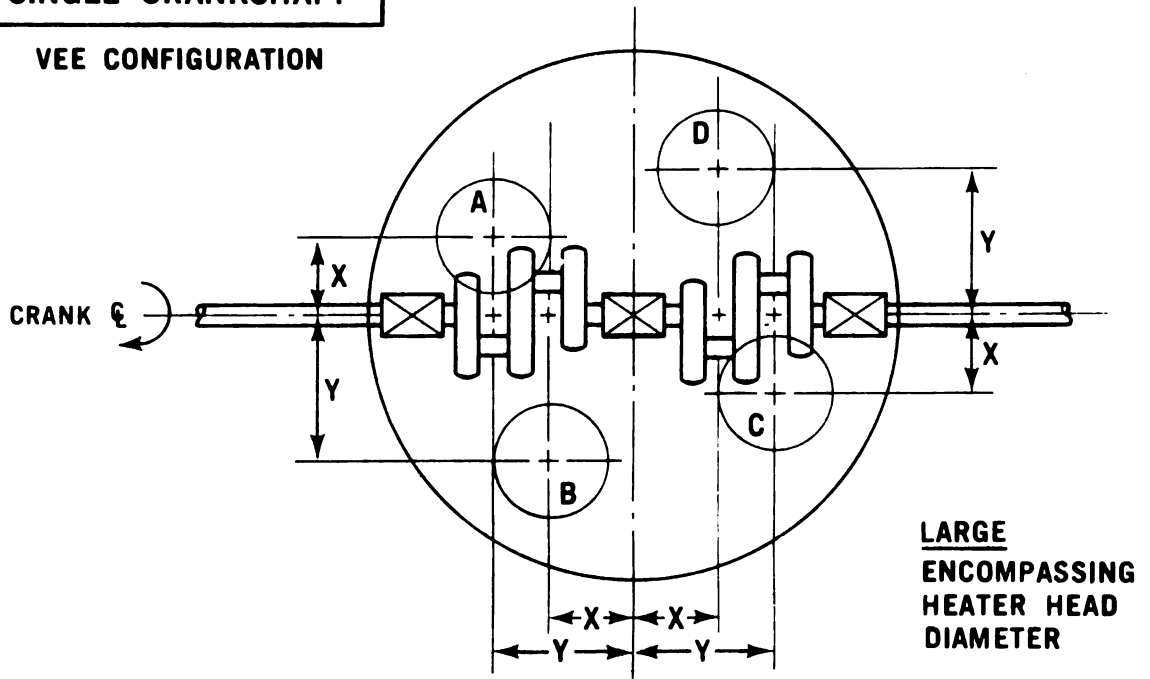 SINGLE CRANKSHAFT
VEE CONFIGURATION
D
A
Y
X
CRANK ℄
X
Y
C
B
LARGE
ENCOMPASSING
HEATER HEAD
DIAMETER
X X
Y Y